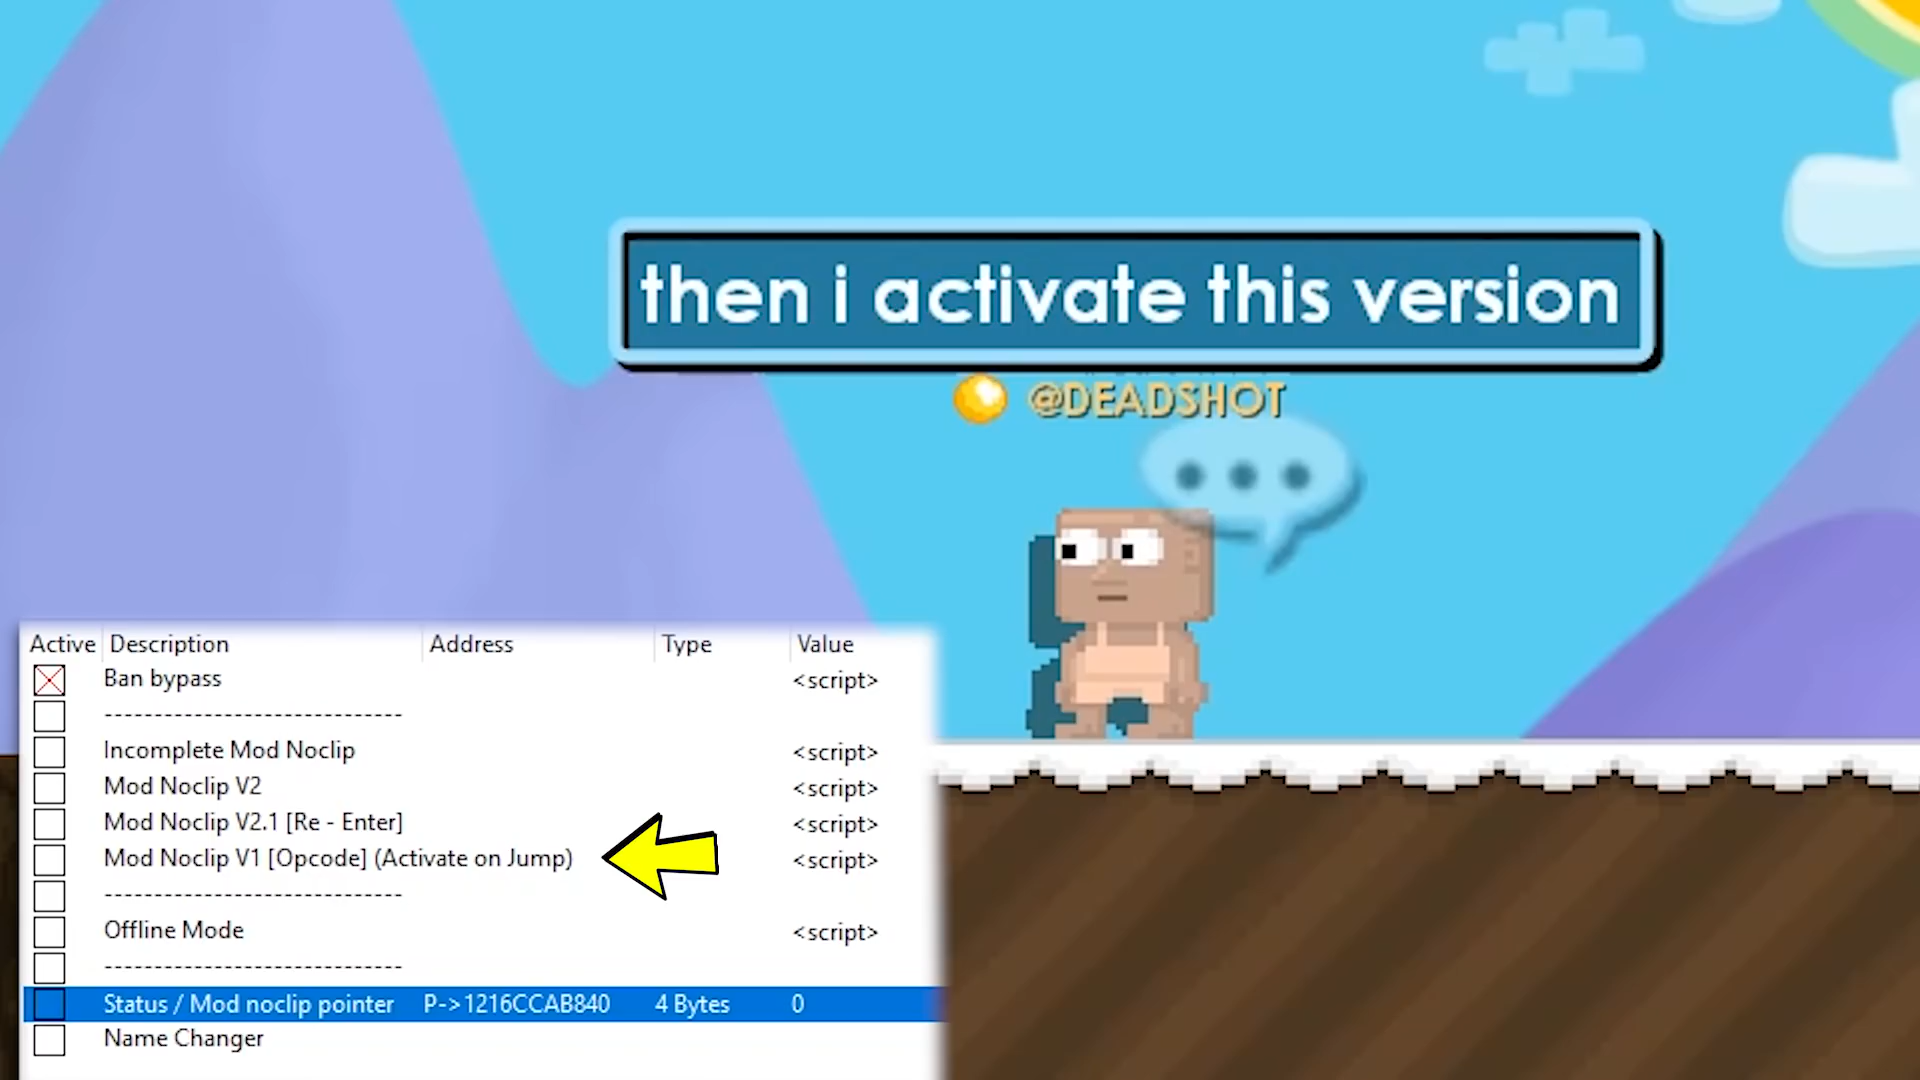 then i activate this version
@DEADSHOT
Active Description Address Type Value
Ban bypass <script>
------------------------------
Incomplete Mod Noclip <script>
Mod Noclip V2 <script>
Mod Noclip V2.1 [Re - Enter] <script>
Mod Noclip V1 [Opcode] (Activate on Jump) <script>
------------------------------
Offline Mode <script>
------------------------------
Status / Mod noclip pointer P->1216CCAB840 4 Bytes 0
Name Changer